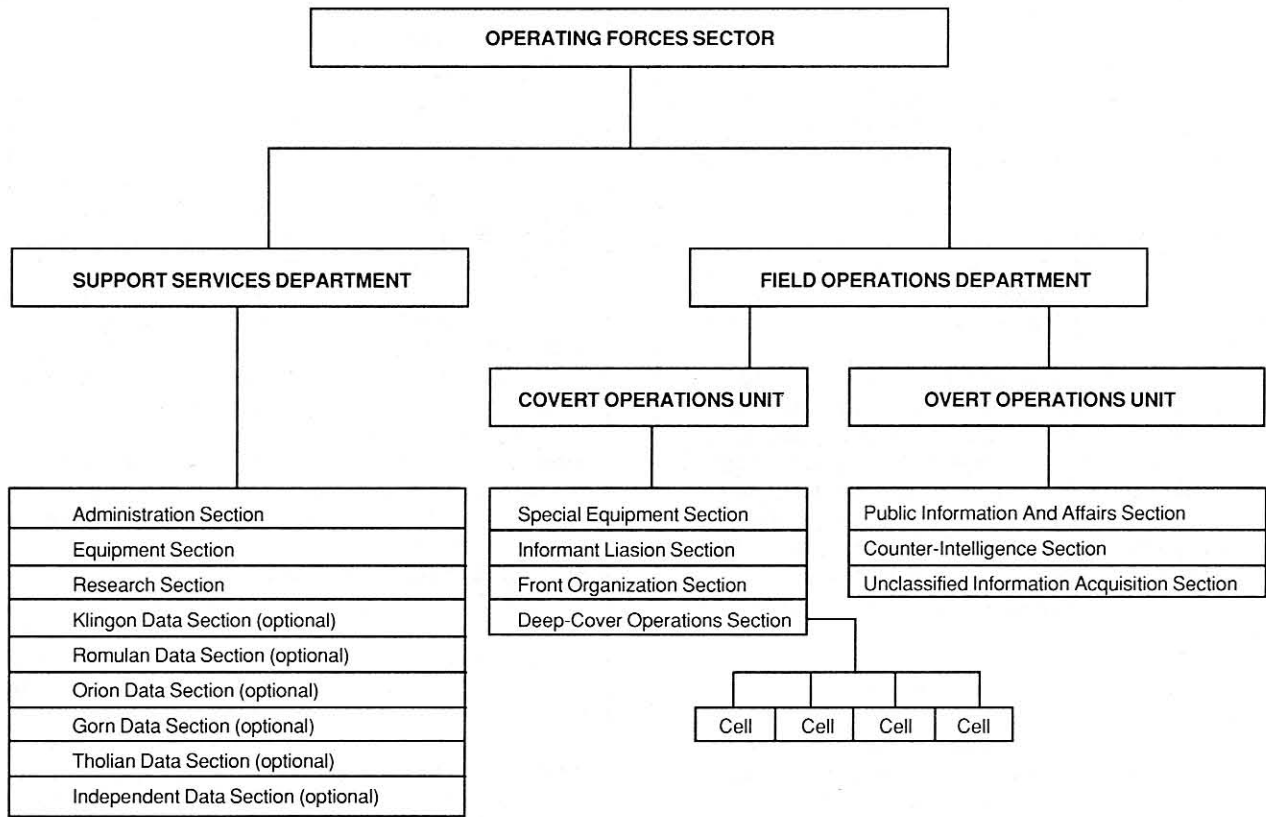 OPERATING FORCES SECTOR
SUPPORT SERVICES DEPARTMENT
FIELD OPERATIONS DEPARTMENT
COVERT OPERATIONS UNIT
OVERT OPERATIONS UNIT
Administration Section
Equipment Section
Research Section
Klingon Data Section (optional)
Romulan Data Section (optional)
Orion Data Section (optional)
Gorn Data Section (optional)
Tholian Data Section (optional)
Independent Data Section (optional)
Special Equipment Section
Informant Liasion Section
Front Organization Section
Deep-Cover Operations Section
Public Information And Affairs Section
Counter-Intelligence Section
Unclassified Information Acquisition Section
Cell
Cell
Cell
Cell